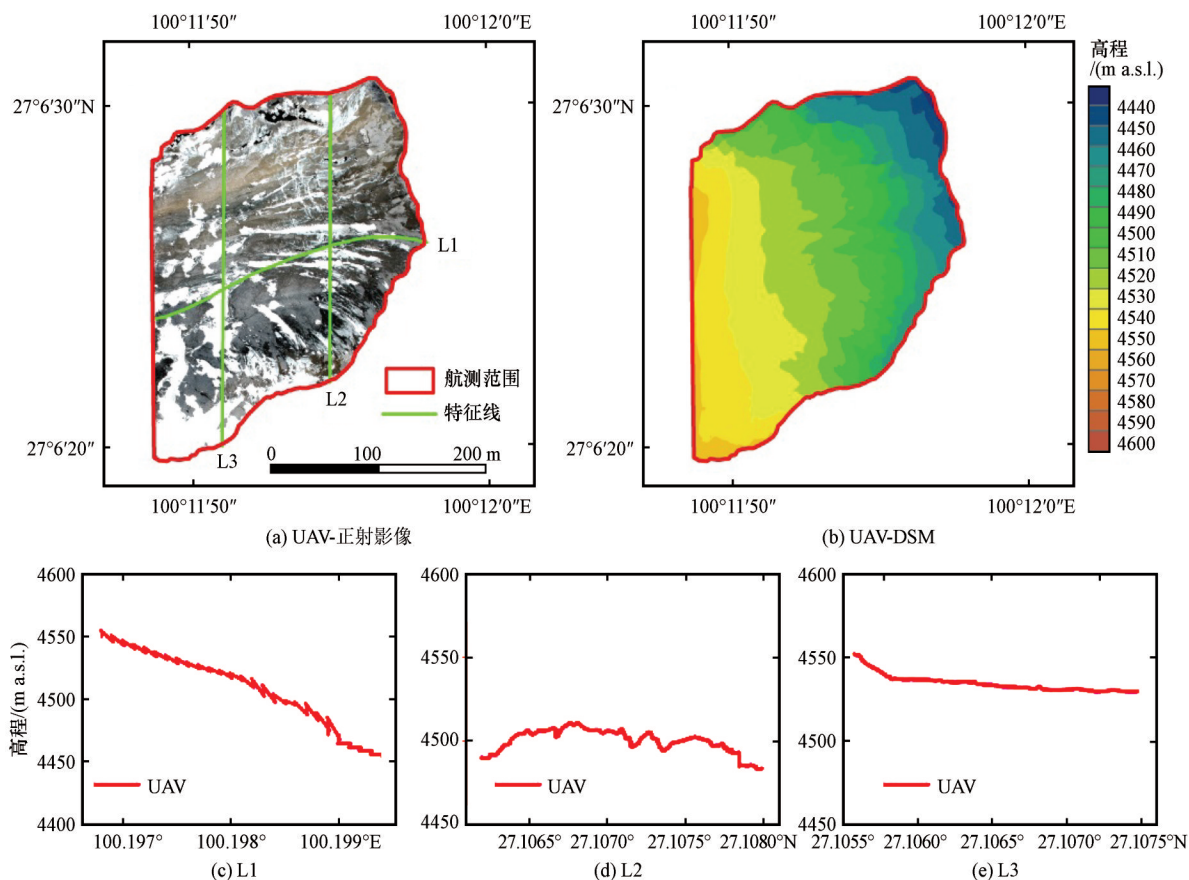 100°11′50″ 100°12′0″E
100°11′50″ 100°12′0″E
高程
/(m a.s.l.)
27°6′30″N
27°6′30″N
4440
4450
4460
4470
4480
4490
4500
4510
4520
4530
4540
4550
4560
4570
4580
4590
4600
L1
航测范围
特征线
L2
L3
0 100 200 m
27°6′20″
27°6′20″
100°11′50″ 100°12′0″E
100°11′50″ 100°12′0″E
(a) UAV-正射影像
(b) UAV-DSM
高程/(m a.s.l.)
4600
4550
4500
4450
4400
UAV
100.197° 100.198° 100.199°E
(c) L1
4600
4550
4500
4450
UAV
27.1065° 27.1070° 27.1075° 27.1080°N
(d) L2
4600
4550
4500
4450
UAV
27.1055° 27.1060° 27.1065° 27.1070° 27.1075°N
(e) L3